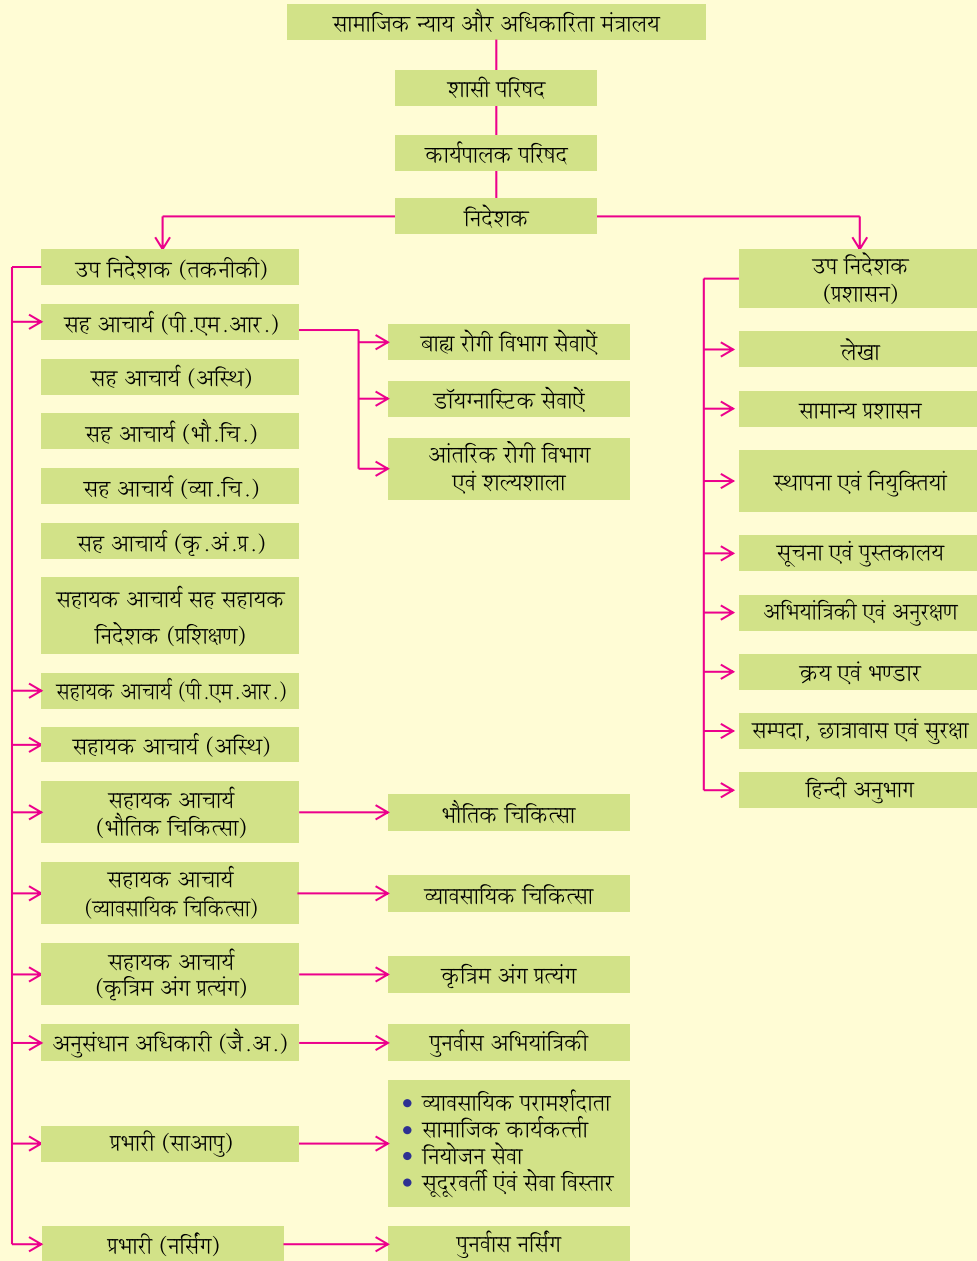 सामाजिक न्याय और अधिकारिता मंत्रालय
शासी परिषद
कार्यपालक परिषद
निदेशक
उप निदेशक (तकनीकी)
सह आचार्य (पी.एम.आर.)
सह आचार्य (अस्थि)
सह आचार्य (भौ.चि.)
सह आचार्य (व्या.चि.)
सह आचार्य (कृ.अं.प्र.)
सहायक आचार्य सह सहायक
निदेशक (प्रशिक्षण)
सहायक आचार्य (पी.एम.आर.)
सहायक आचार्य (अस्थि)
सहायक आचार्य
(भौतिक चिकित्सा)
सहायक आचार्य
(व्यावसायिक चिकित्सा)
सहायक आचार्य
(कृत्रिम अंग प्रत्यंग)
अनुसंधान अधिकारी (जै.अ.)
प्रभारी (साआपु)
प्रभारी (नर्सिंग)
बाह्य रोगी विभाग सेवाऐं
डॉयग्नास्टिक सेवाऐं
आंतरिक रोगी विभाग
एवं शल्यशाला
भौतिक चिकित्सा
व्यावसायिक चिकित्सा
कृत्रिम अंग प्रत्यंग
पुनर्वास अभियांत्रिकी
• व्यावसायिक परामर्शदाता
• सामाजिक कार्यकर्त्ता
• नियोजन सेवा
• सूदूरवर्ती एंवं सेवा विस्तार
पुनर्वास नर्सिंग
उप निदेशक
(प्रशासन)
लेखा
सामान्य प्रशासन
स्थापना एवं नियुक्तियां
सूचना एवं पुस्तकालय
अभियांत्रिकी एवं अनुरक्षण
क्रय एवं भण्डार
सम्पदा, छात्रावास एवं सुरक्षा
हिन्दी अनुभाग